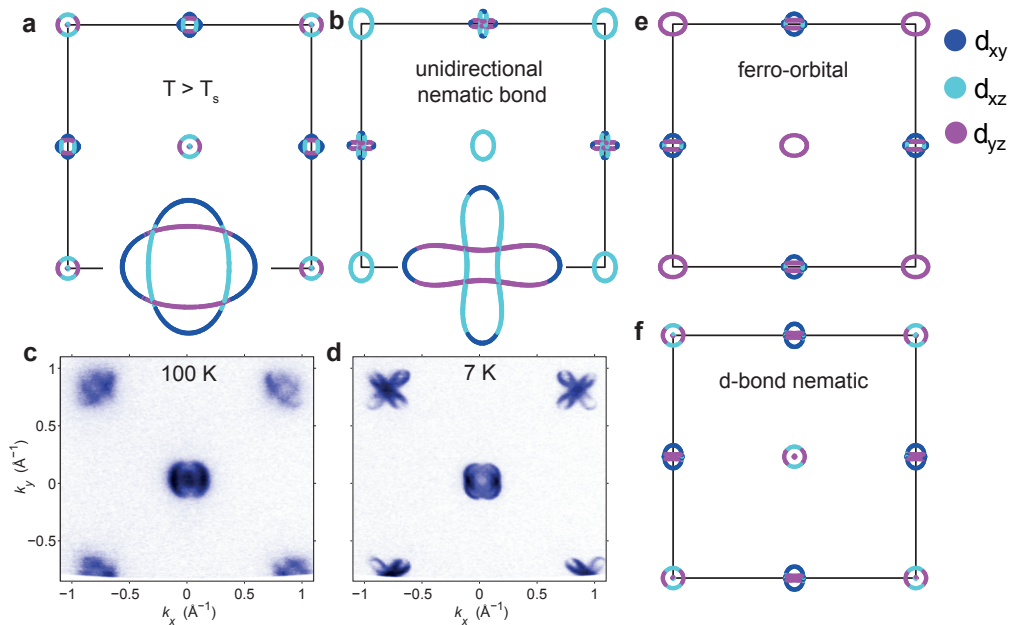 a
T > Ts
b
unidirectional
nematic bond
e
ferro-orbital
dxy
dxz
dyz
c
100 K
d
7 K
f
d-bond nematic
1
0.5
0
−0.5
ky (Å−1)
−1
−0.5
0
0.5
1
kx (Å−1)
−1
−0.5
0
0.5
1
kx (Å−1)